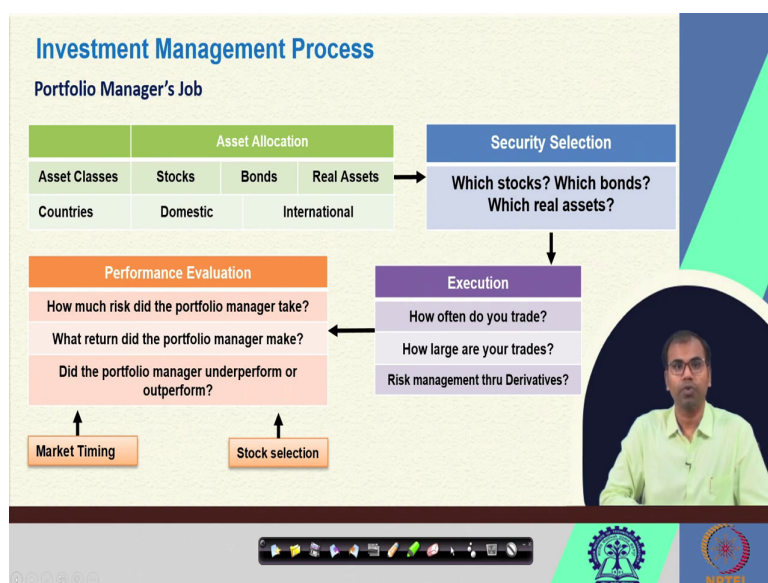 Investment Management Process
Portfolio Manager's Job
Asset Allocation
Asset Classes Stocks Bonds Real Assets
Countries Domestic International
Security Selection
Which stocks? Which bonds?
Which real assets?
Performance Evaluation
How much risk did the portfolio manager take?
What return did the portfolio manager make?
Did the portfolio manager underperform or
outperform?
Execution
How often do you trade?
How large are your trades?
Risk management thru Derivatives?
Market Timing
Stock selection
NPTEL